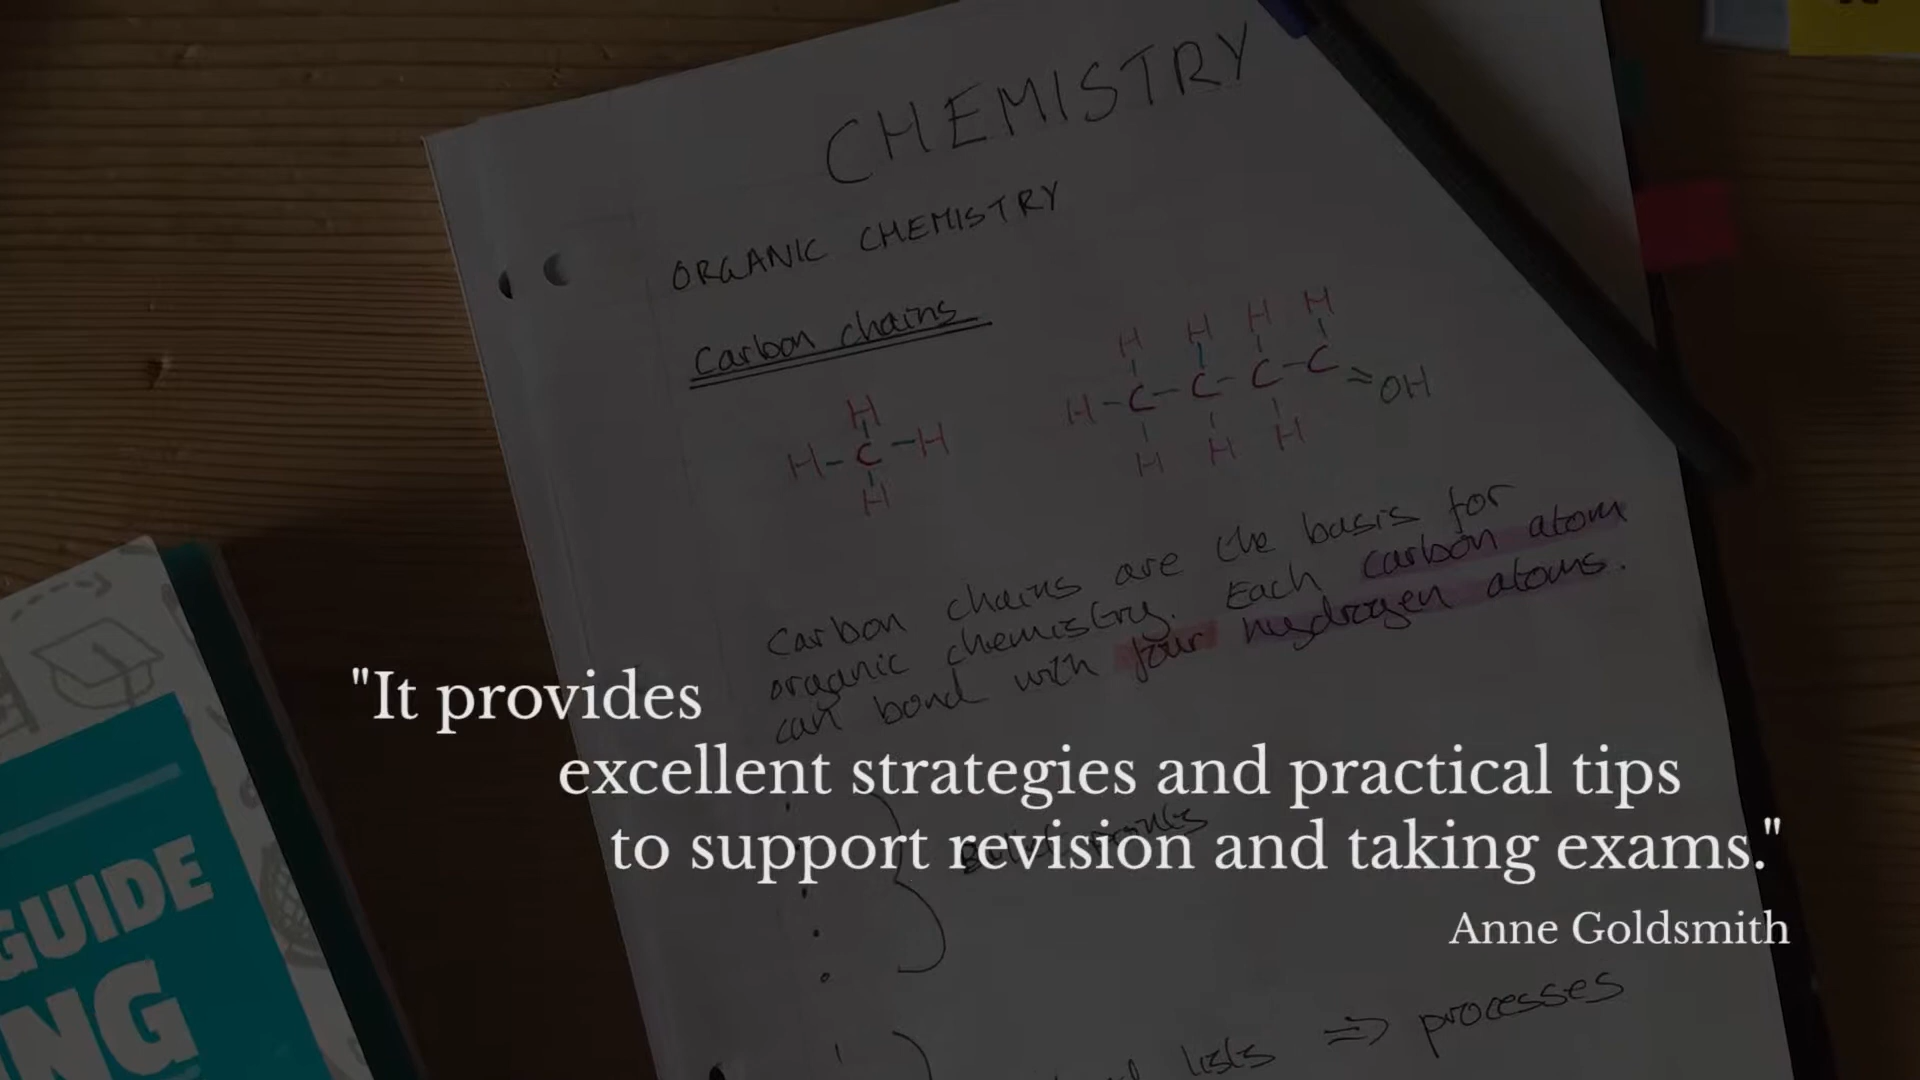 CHEMISTRY
ORGANIC CHEMISTRY
Carbon chains
H H H H
H-C-C-C-C=OH
H H H
H
H-C-H
H
Carbon chains are the basis for
organic chemistry. Each carbon atom
can bond with four hydrogen atoms.
"It provides
excellent strategies and practical tips
to support revision and taking exams."
Anne Goldsmith
lists ⇒ processes
GUIDE
NG